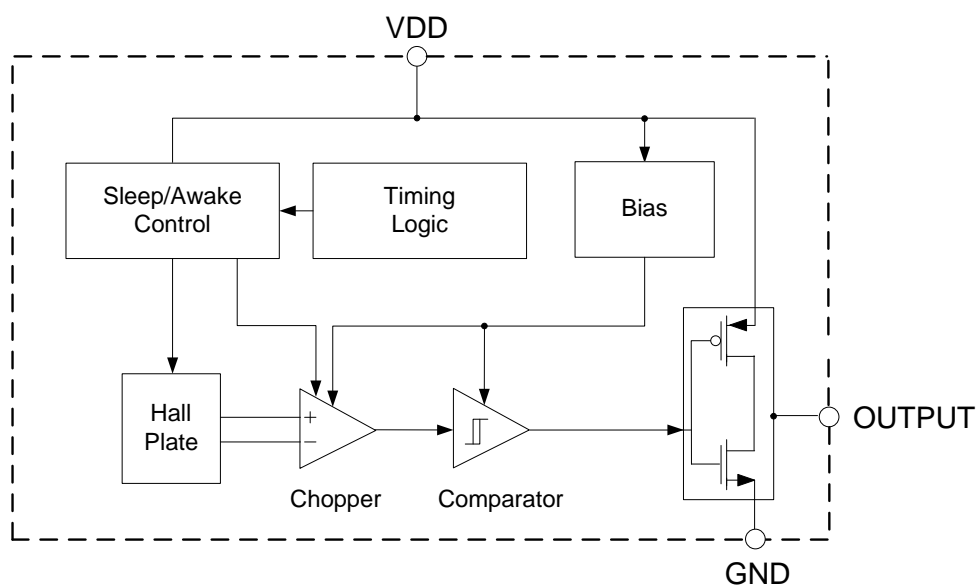 VDD
Sleep/Awake
Control
Timing
Logic
Bias
Hall
Plate
+
−
Chopper
Comparator
OUTPUT
GND